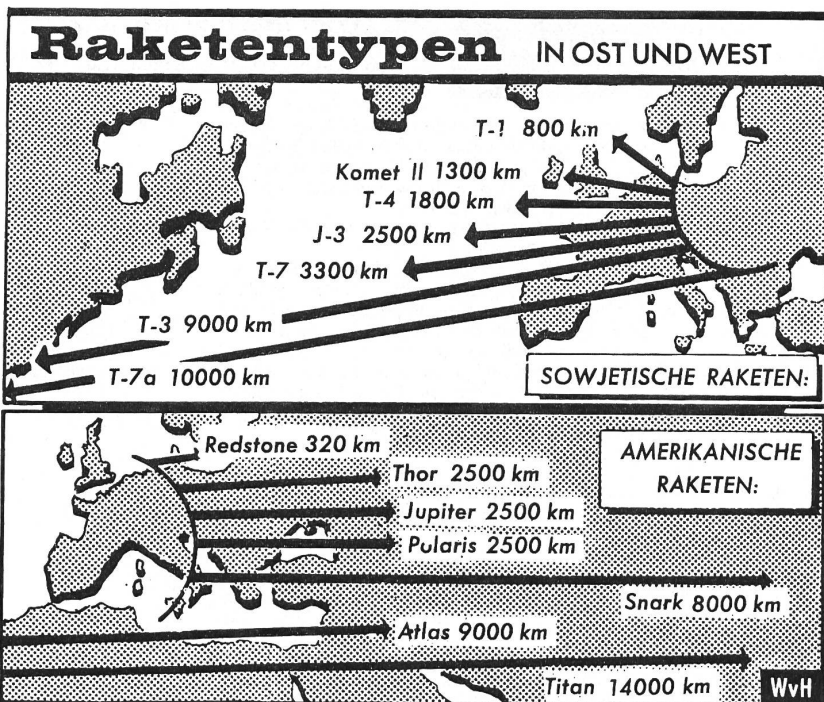 Raketentypen IN OST UND WEST
T-1 800 km
Komet II 1300 km
T-4 1800 km
J-3 2500 km
T-7 3300 km
T-3 9000 km
T-7a 10000 km
SOWJETISCHE RAKETEN:
Redstone 320 km
AMERIKANISCHE
RAKETEN:
Thor 2500 km
Jupiter 2500 km
Polaris 2500 km
Snark 8000 km
Atlas 9000 km
Titan 14000 km
WvH